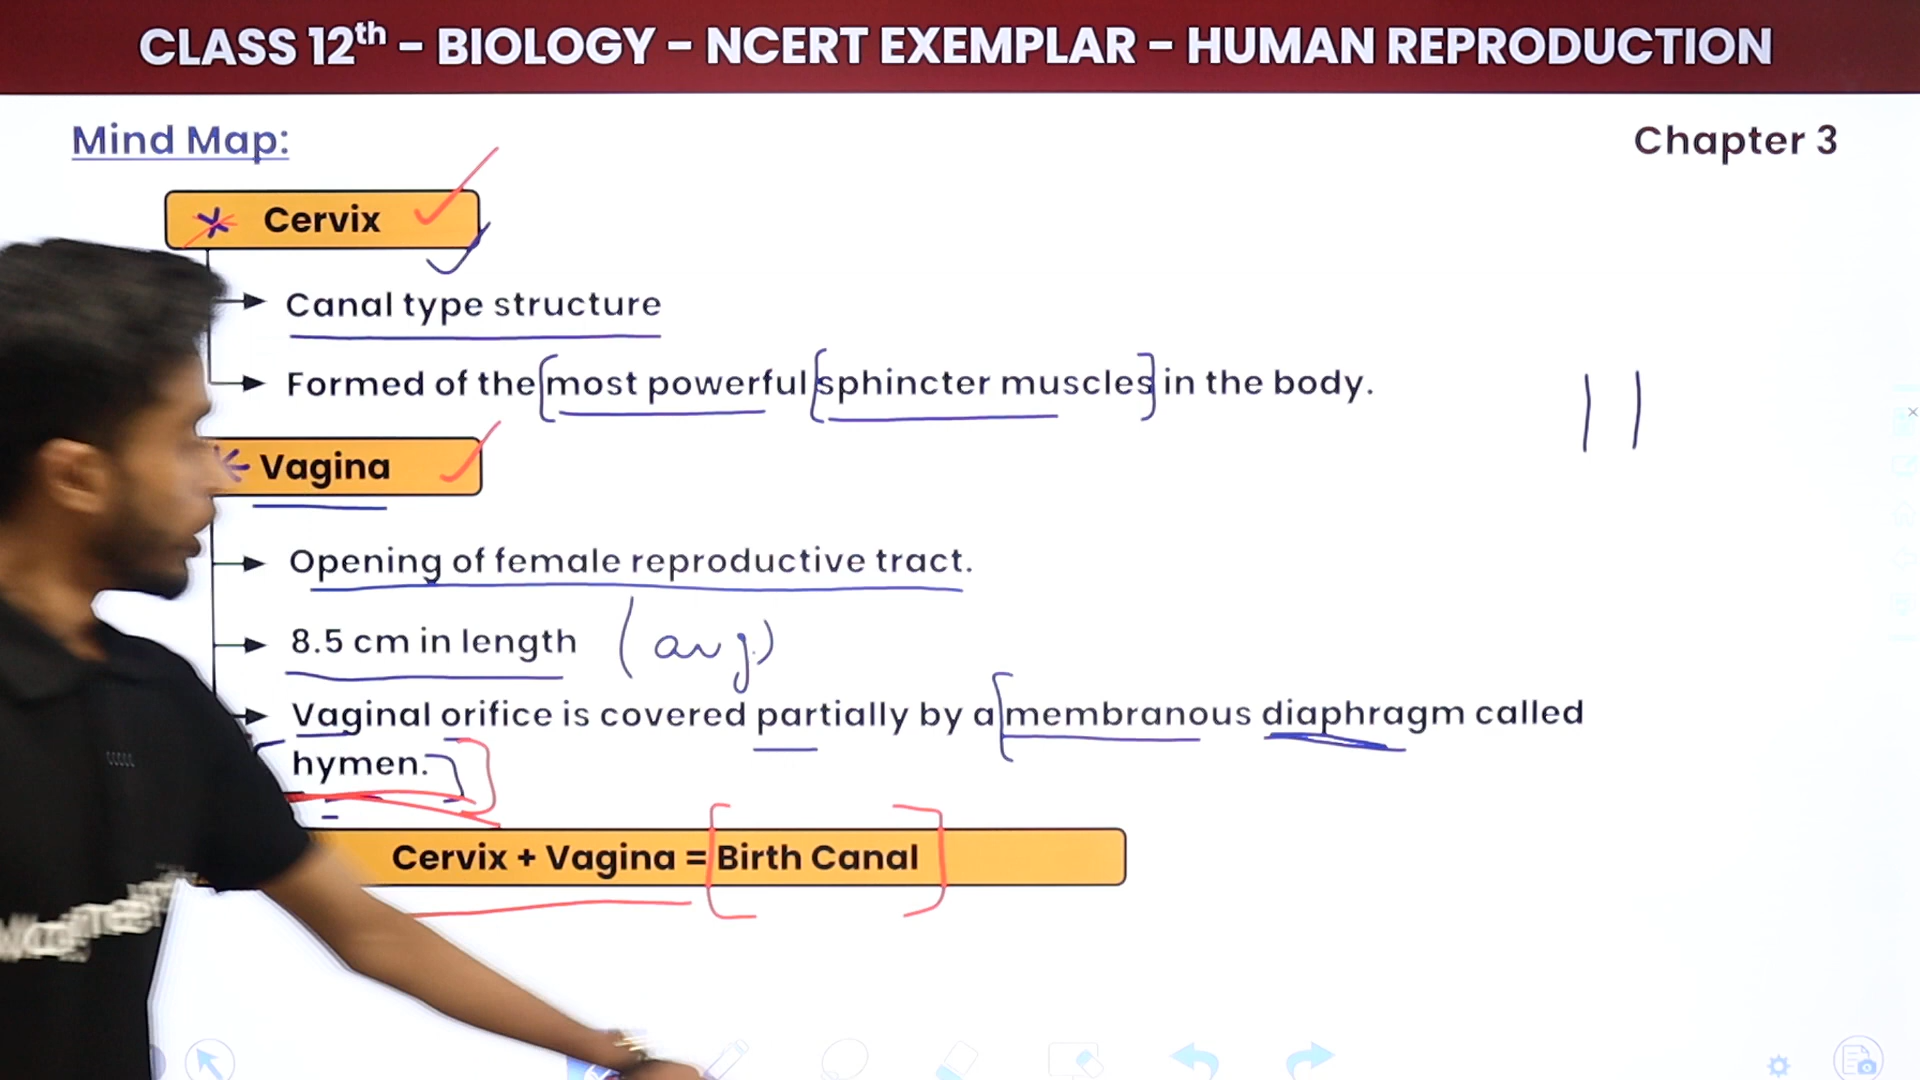 CLASS 12th – BIOLOGY – NCERT EXEMPLAR – HUMAN REPRODUCTION
Mind Map:
Chapter 3
Cervix
Canal type structure
Formed of the most powerful sphincter muscles in the body.
Vagina
Opening of female reproductive tract.
8.5 cm in length (avg.)
Vaginal orifice is covered partially by a membranous diaphragm called
hymen.
Cervix + Vagina = Birth Canal